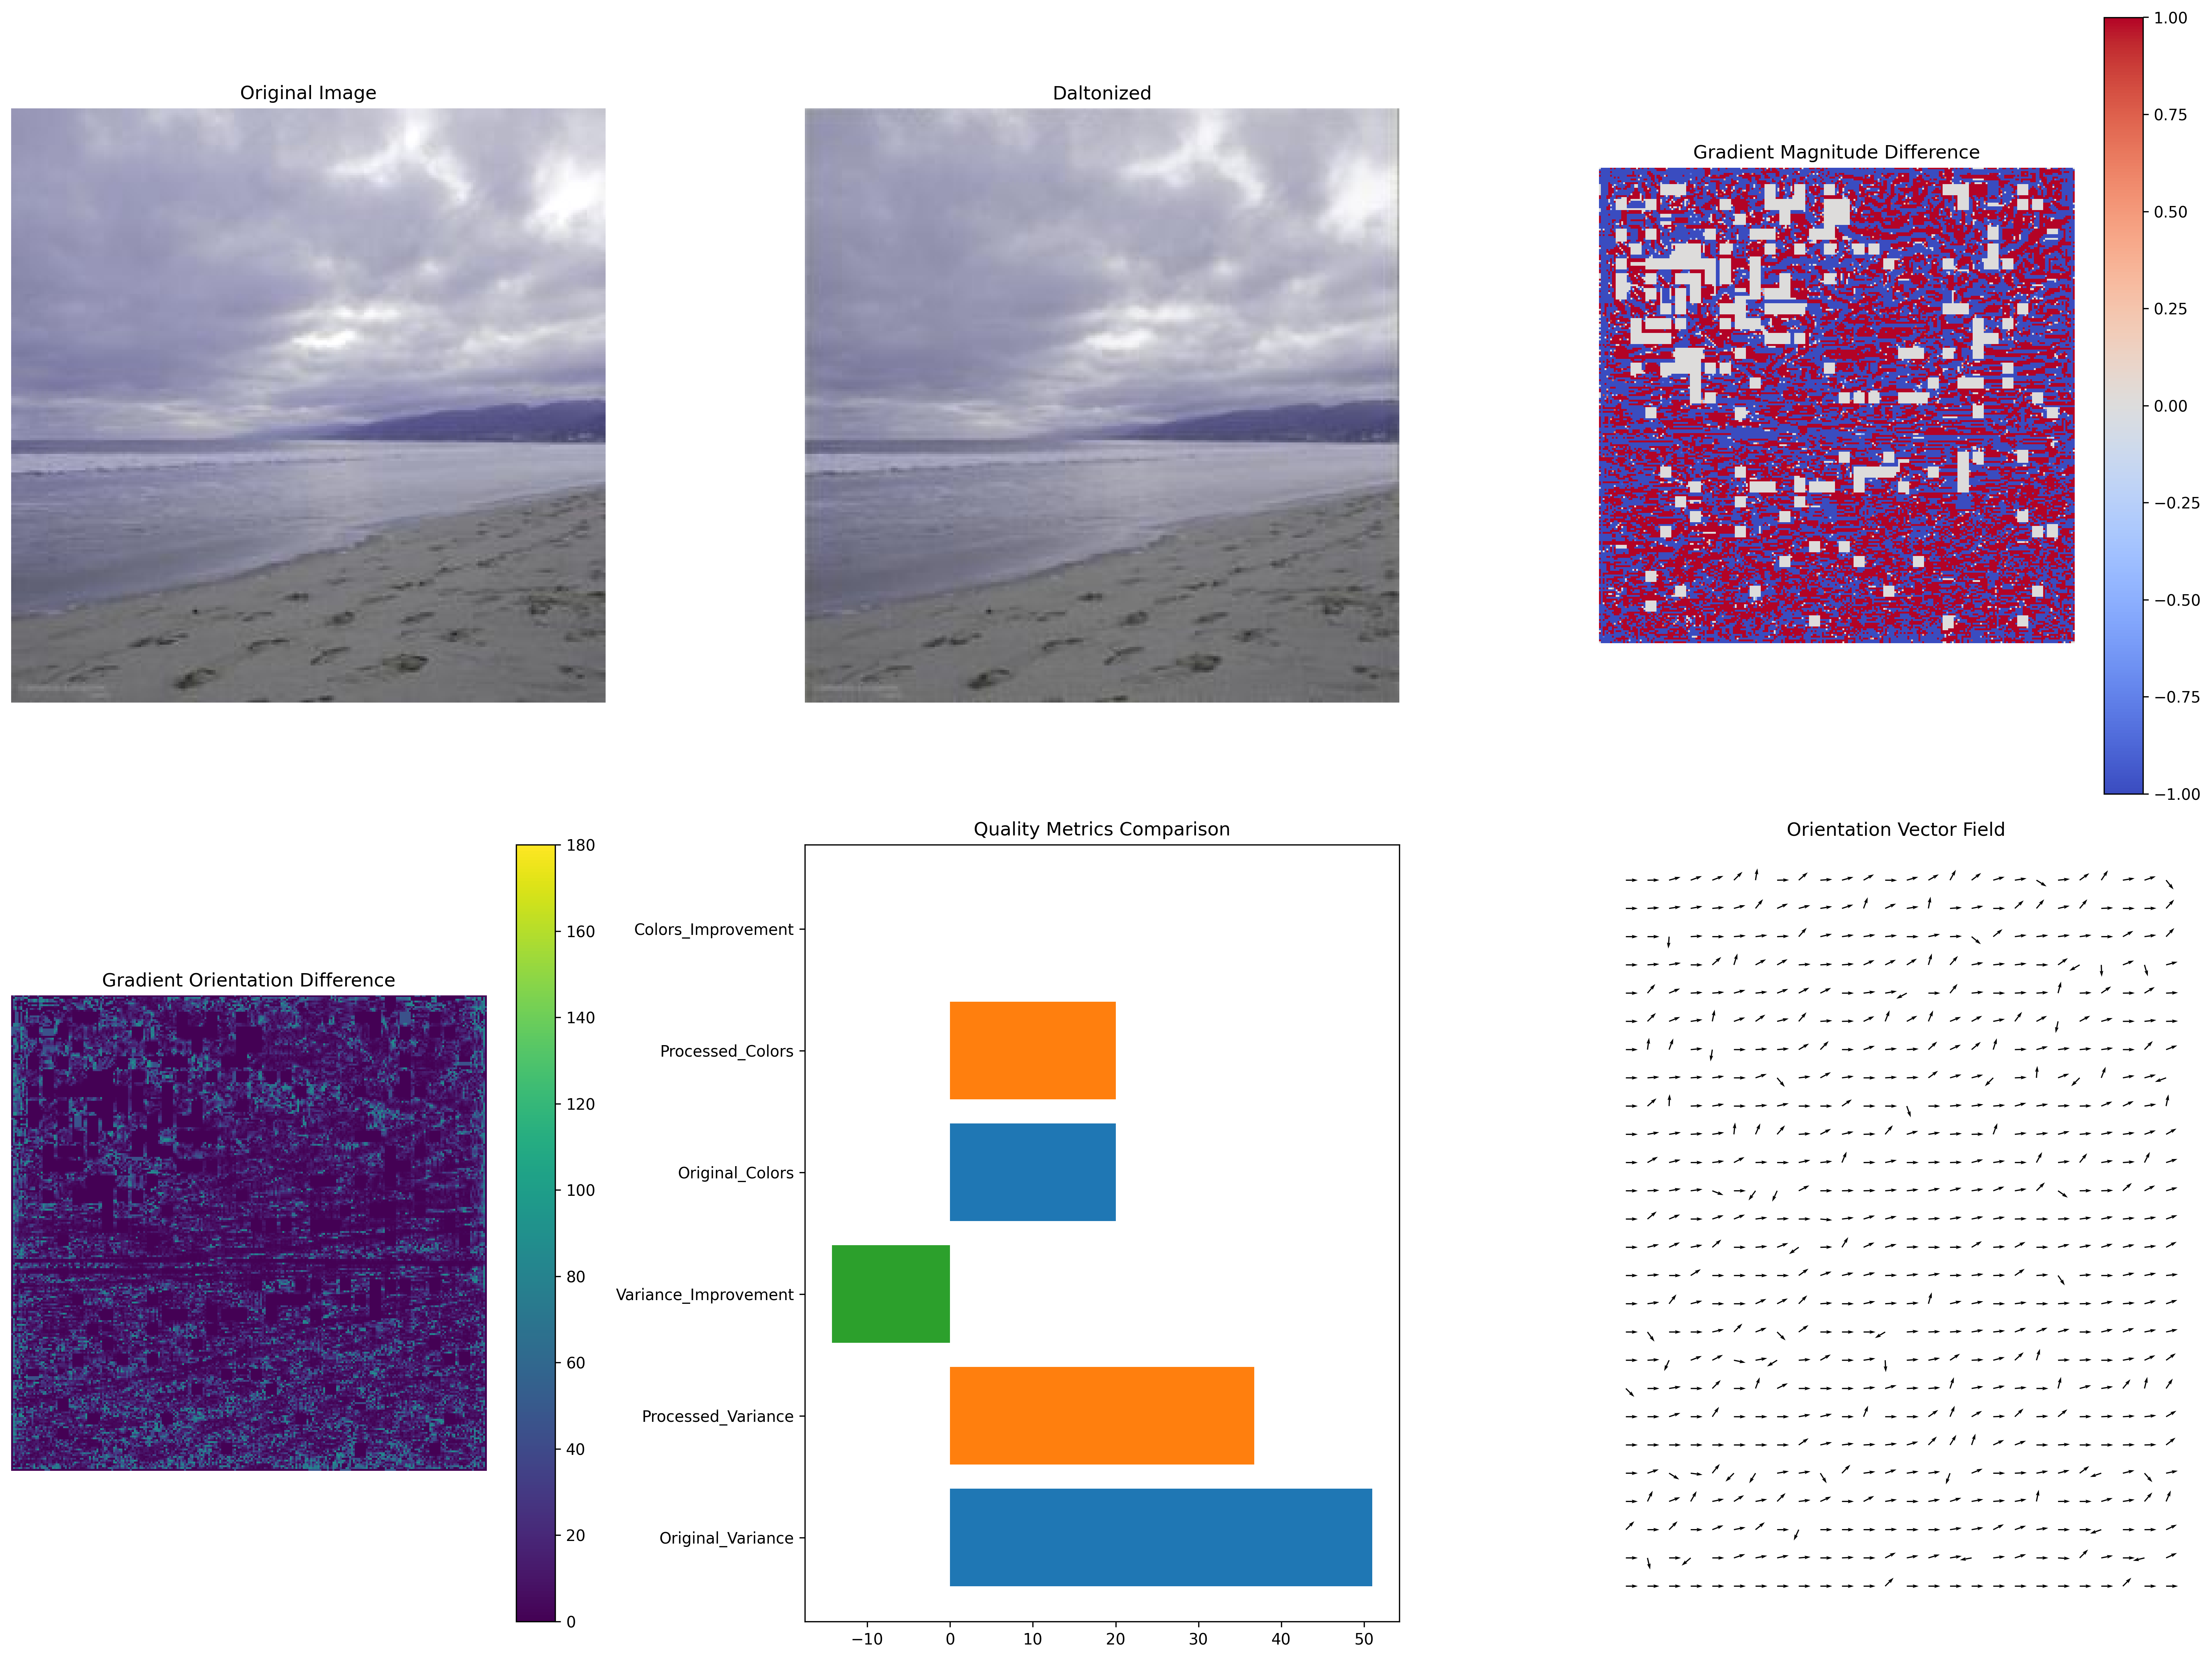 Original Image
Daltonized
Gradient Magnitude Difference
1.00
0.75
0.50
0.25
0.00
−0.25
−0.50
−0.75
−1.00
Gradient Orientation Difference
180
160
140
120
100
80
60
40
20
0
Quality Metrics Comparison
Colors_Improvement
Processed_Colors
Original_Colors
Variance_Improvement
Processed_Variance
Original_Variance
−10 0 10 20 30 40 50
Orientation Vector Field